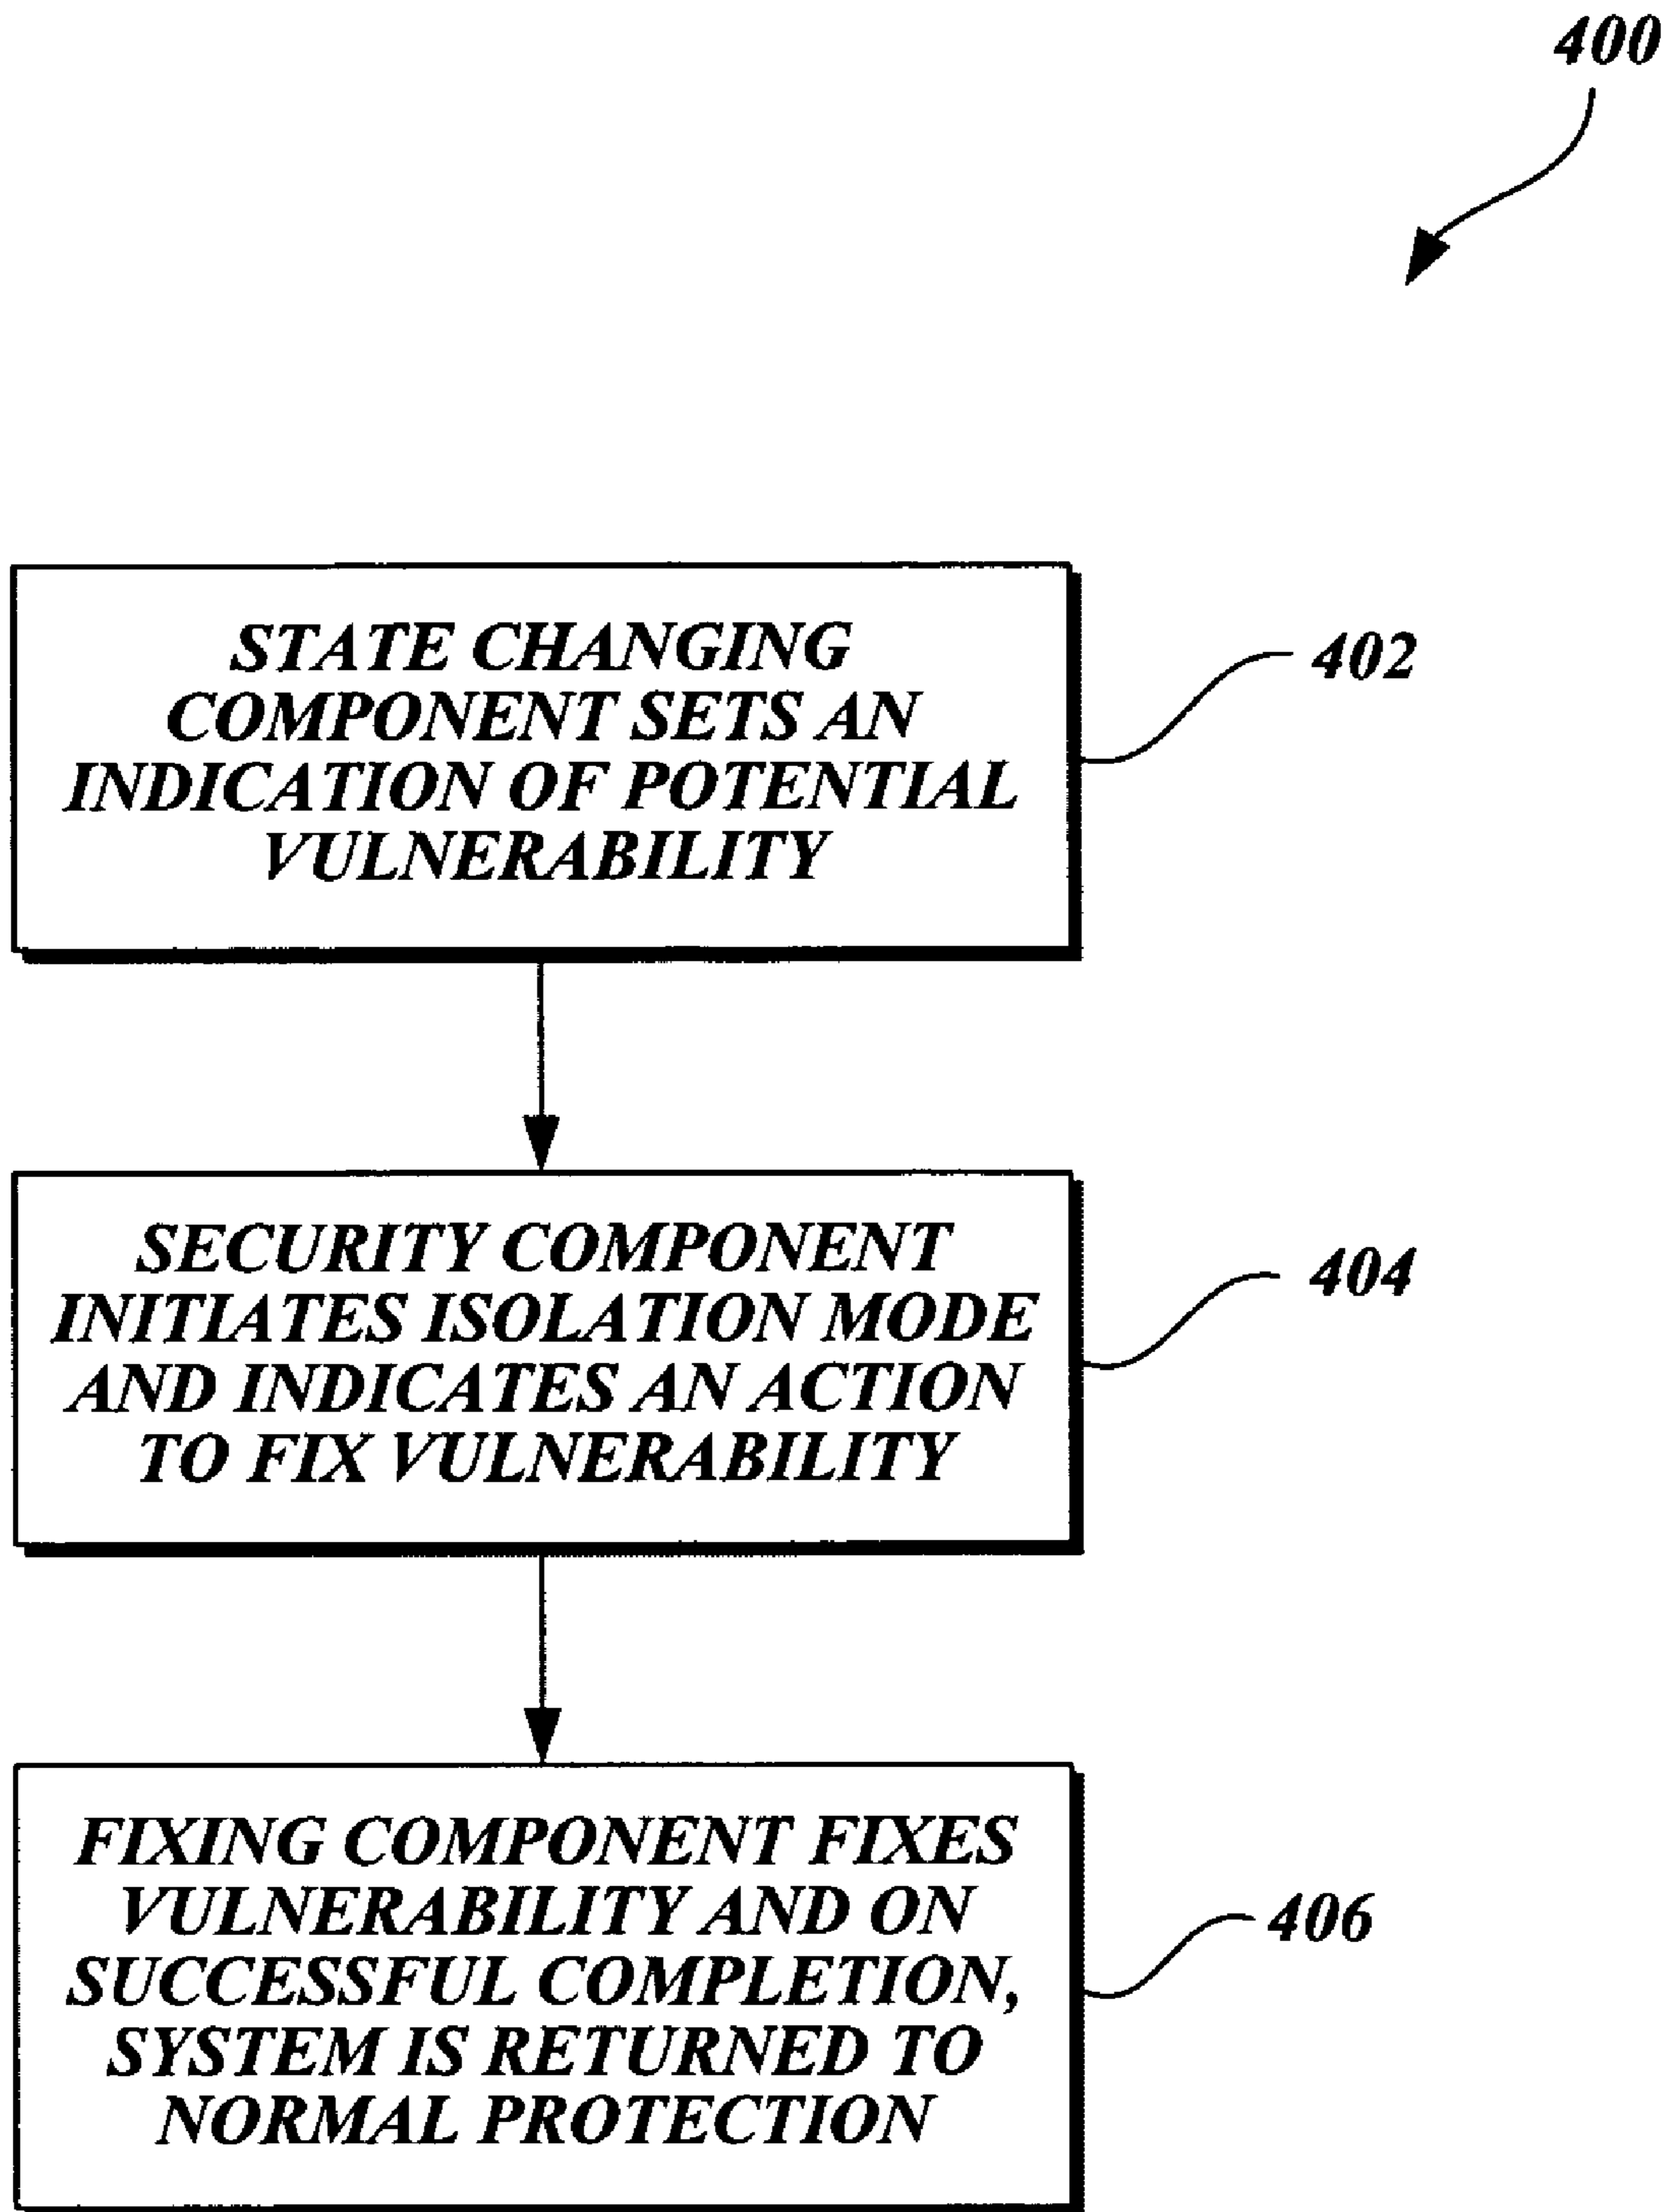 400
STATE CHANGING
COMPONENT SETS AN
INDICATION OF POTENTIAL
VULNERABILITY
402
SECURITY COMPONENT
INITIATES ISOLATION MODE
AND INDICATES AN ACTION
TO FIX VULNERABILITY
404
FIXING COMPONENT FIXES
VULNERABILITY AND ON
SUCCESSFUL COMPLETION,
SYSTEM IS RETURNED TO
NORMAL PROTECTION
406